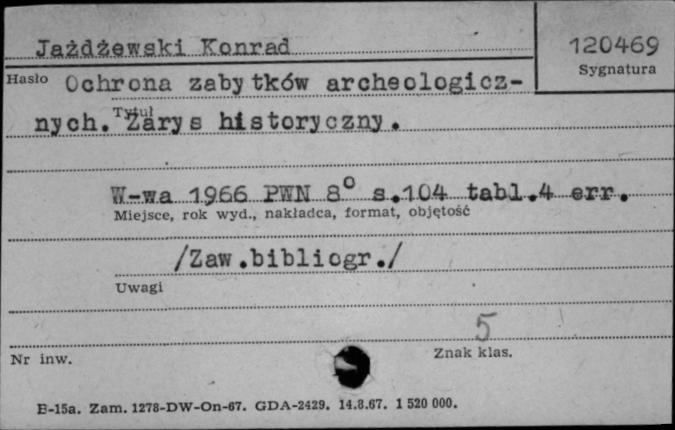 Jażdżewski Konrad
120469
Hasło
Sygnatura
Ochrona zabytków archeologicz-
Tytuł
nych. Zarys historyczny.
W-wa 1966 PWN 8° s.104 tabl.4 err.
Miejsce, rok wyd., nakładca, format, objętość
/Zaw.bibliogr./
Uwagi
5
Nr inw.
Znak klas.
E-15a. Zam. 1278-DW-On-67. GDA-2429. 14.8.67. 1 520 000.